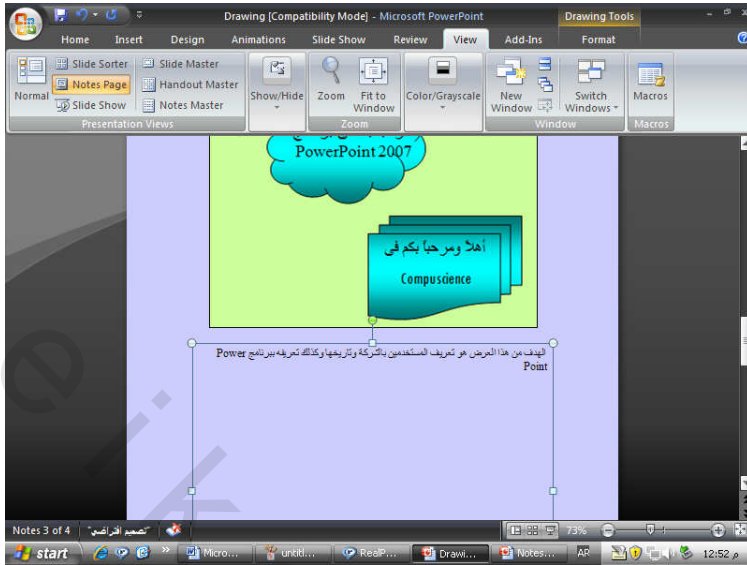 Drawing [Compatibility Mode] - Microsoft PowerPoint
Drawing Tools
Home Insert Design Animations Slide Show Review View Add-Ins Format
Normal
Slide Sorter
Notes Page
Slide Show
Presentation Views
Slide Master
Handout Master
Notes Master
Show/Hide
Zoom
Fit to
Window
Zoom
Color/Grayscale
New
Window
Switch
Windows
Window
Macros
Macros
PowerPoint 2007
أهلاً ومرحباً بكم فى
Compuscience
الهدف من هذا العرض هو تعريف المستخدمين بالشركة وتاريخها وكذلك تعريفه ببرنامج Power
Point
Notes 3 of 4
"تصميم افتراضي"
73%
start
Micro...
untitl...
RealP...
Drawi...
Notes...
AR
12:52 م